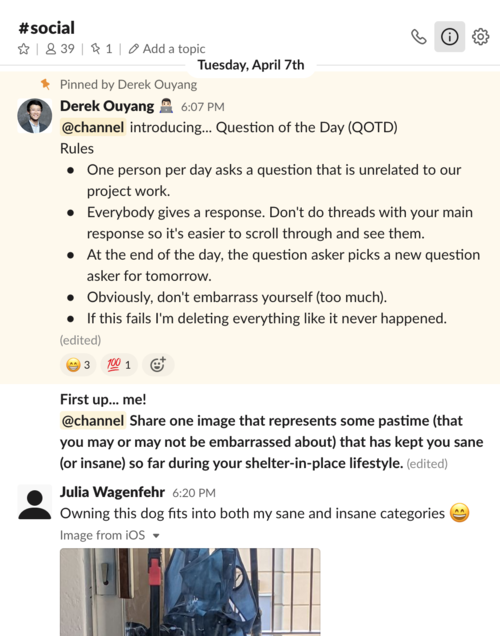 #social
39 | 1 | Add a topic
Tuesday, April 7th
Pinned by Derek Ouyang
Derek Ouyang 6:07 PM
@channel introducing... Question of the Day (QOTD)
Rules
• One person per day asks a question that is unrelated to our
project work.
• Everybody gives a response. Don't do threads with your main
response so it's easier to scroll through and see them.
• At the end of the day, the question asker picks a new question
asker for tomorrow.
• Obviously, don't embarrass yourself (too much).
• If this fails I'm deleting everything like it never happened.
(edited)
😁 3 💯 1
First up... me!
@channel Share one image that represents some pastime (that
you may or may not be embarrassed about) that has kept you sane
(or insane) so far during your shelter-in-place lifestyle. (edited)
Julia Wagenfehr 6:20 PM
Owning this dog fits into both my sane and insane categories 😄
Image from iOS